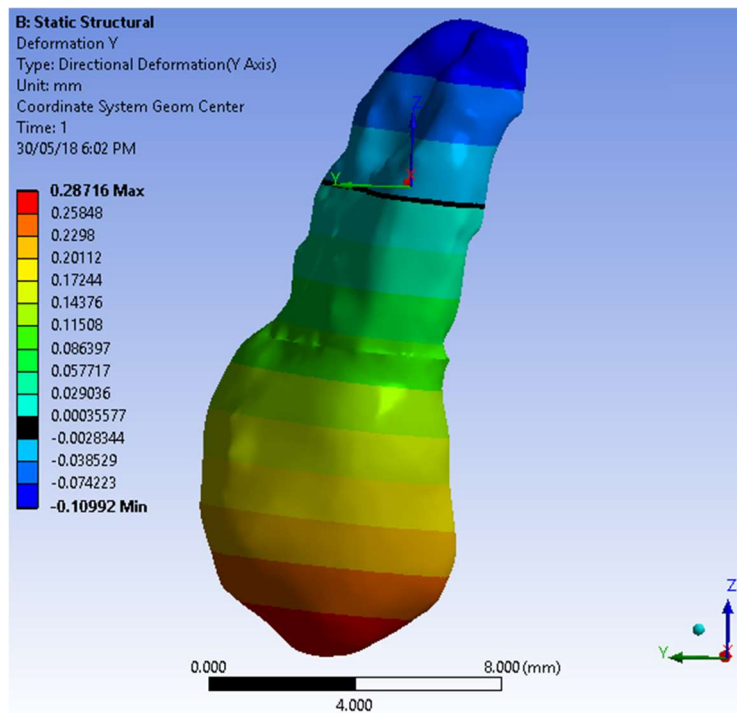 B: Static Structural
Deformation Y
Type: Directional Deformation(Y Axis)
Unit: mm
Coordinate System Geom Center
Time: 1
30/05/18 6:02 PM
0.28716 Max
0.25848
0.2298
0.20112
0.17244
0.14376
0.11508
0.086397
0.057717
0.029036
0.00035577
-0.0028344
-0.038529
-0.074223
-0.10992 Min
Z
Y
X
0.000
8.000 (mm)
4.000
Z
Y
X